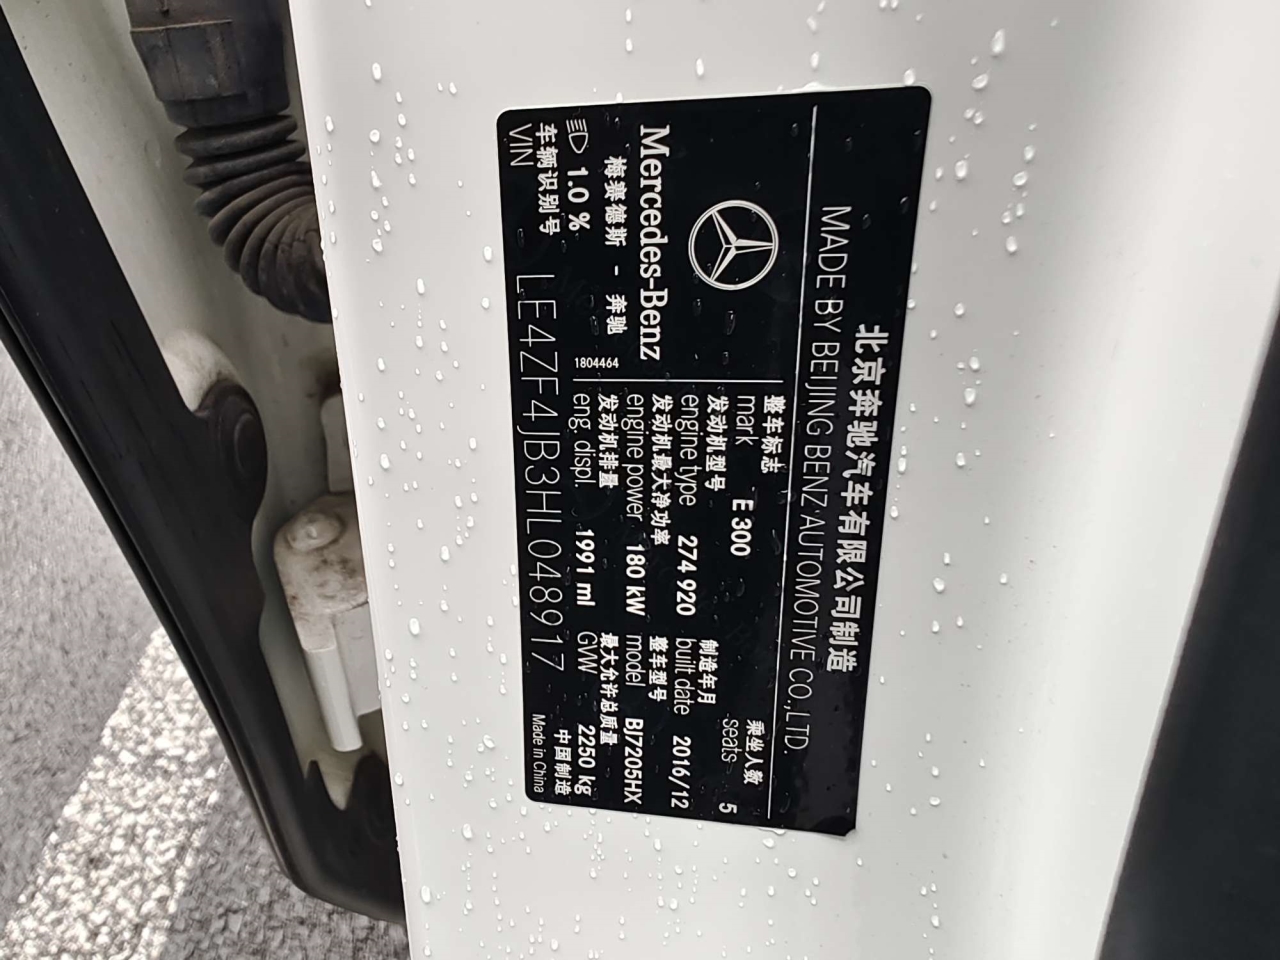 北京奔驰汽车有限公司制造
MADE BY BEIJING BENZ AUTOMOTIVE CO.,LTD.
Mercedes-Benz
梅赛德斯 - 奔驰
1.0 %
1804464
整车标志
mark E 300
乘坐人数
seats 5
发动机型号
engine type 274 920
制造年月
built date 2016/12
发动机最大净功率
engine power 180 kW
整车型号
model BJ7205HX
发动机排量
eng. displ. 1991 ml
最大允许总质量
GVW 2250 kg
车辆识别号
VIN LE4ZF4JB3HL048917
中国制造
Made in China